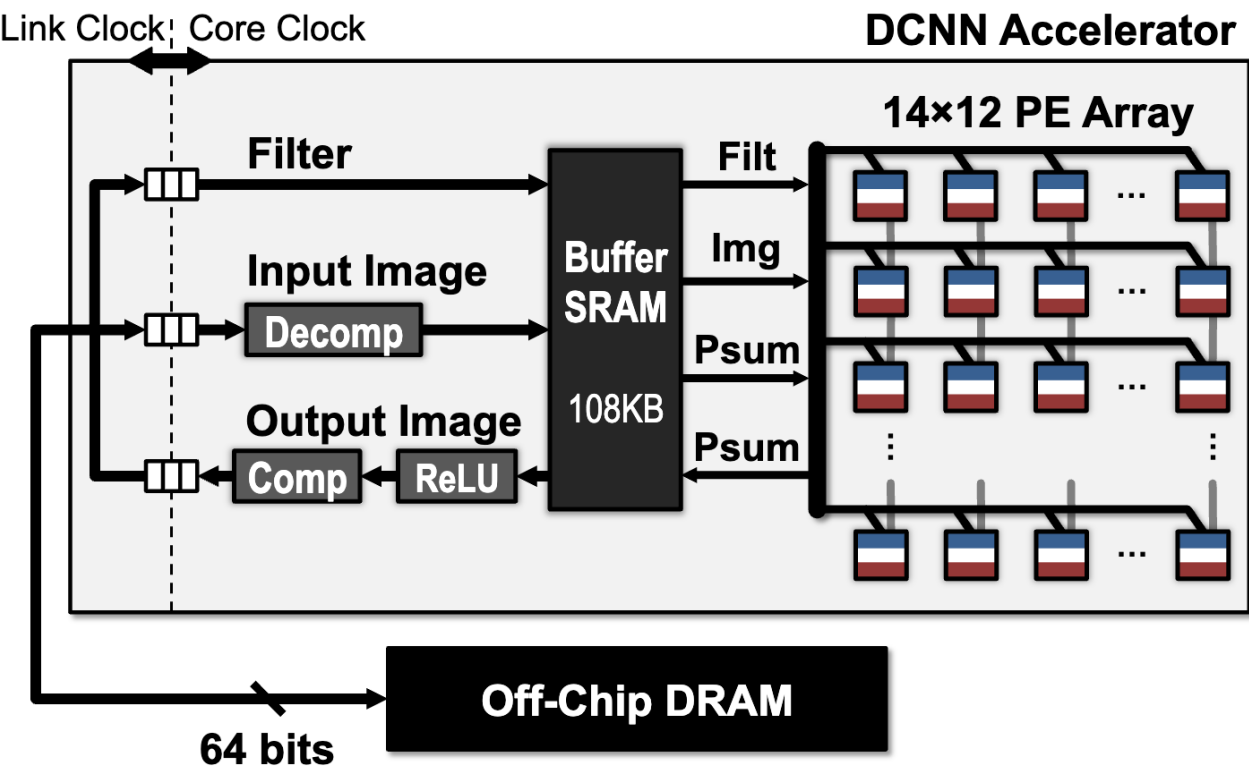 Link Clock
Core Clock
DCNN Accelerator
14×12 PE Array
Filter
Filt
Buffer
SRAM
108KB
Input Image
Img
Decomp
Psum
Output Image
Psum
Comp
ReLU
...
...
...
...
...
...
Off-Chip DRAM
64 bits